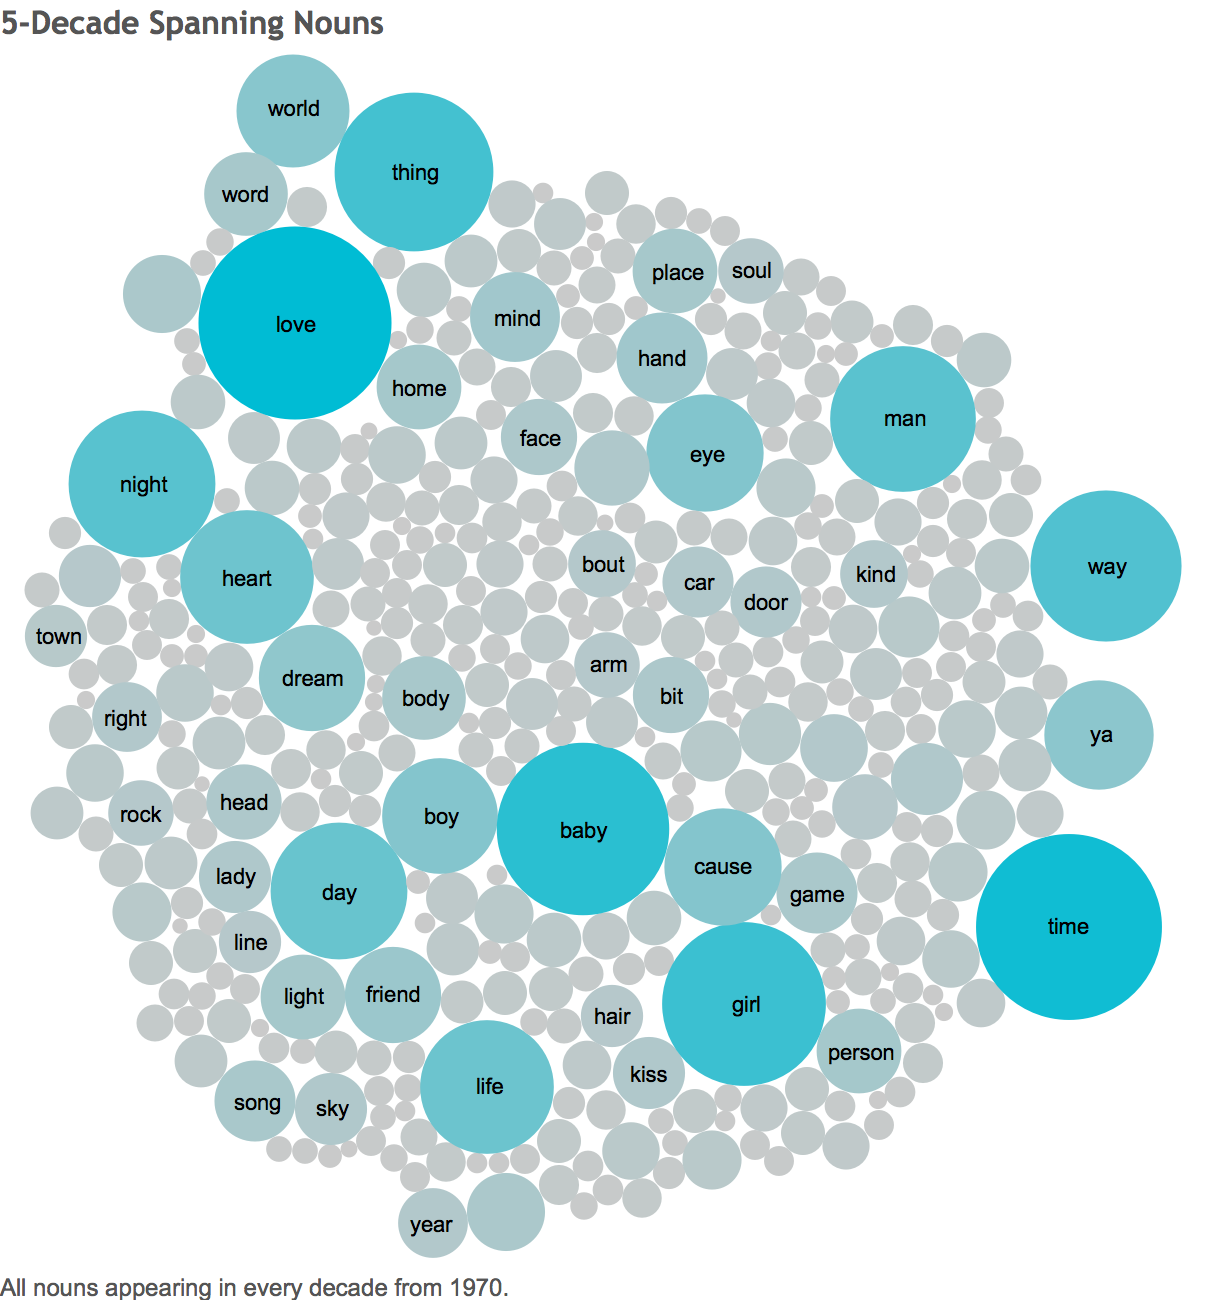 5-Decade Spanning Nouns
world
thing
word
place
soul
love
mind
hand
home
man
face
eye
night
way
bout
kind
heart
car
door
town
arm
dream
bit
body
right
ya
head
rock
boy
baby
cause
lady
day
game
time
line
light
friend
girl
hair
person
kiss
life
song
sky
year
All nouns appearing in every decade from 1970.